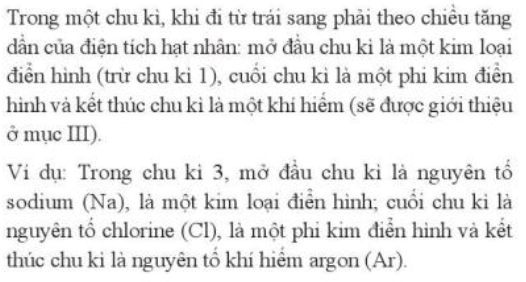 Trong một chu kì, khi đi từ trái sang phải theo chiều tăng
dần của điện tích hạt nhân: mở đầu chu kì là một kim loại
điển hình (trừ chu kì 1), cuối chu kì là một phi kim điển
hình và kết thúc chu kì là một khí hiếm (sẽ được giới thiệu
ở mục III).
Ví dụ: Trong chu kì 3, mở đầu chu kì là nguyên tố
sodium (Na), là một kim loại điển hình; cuối chu kì là
nguyên tố chlorine (Cl), là một phi kim điển hình và kết
thúc chu kì là nguyên tố khí hiếm argon (Ar).